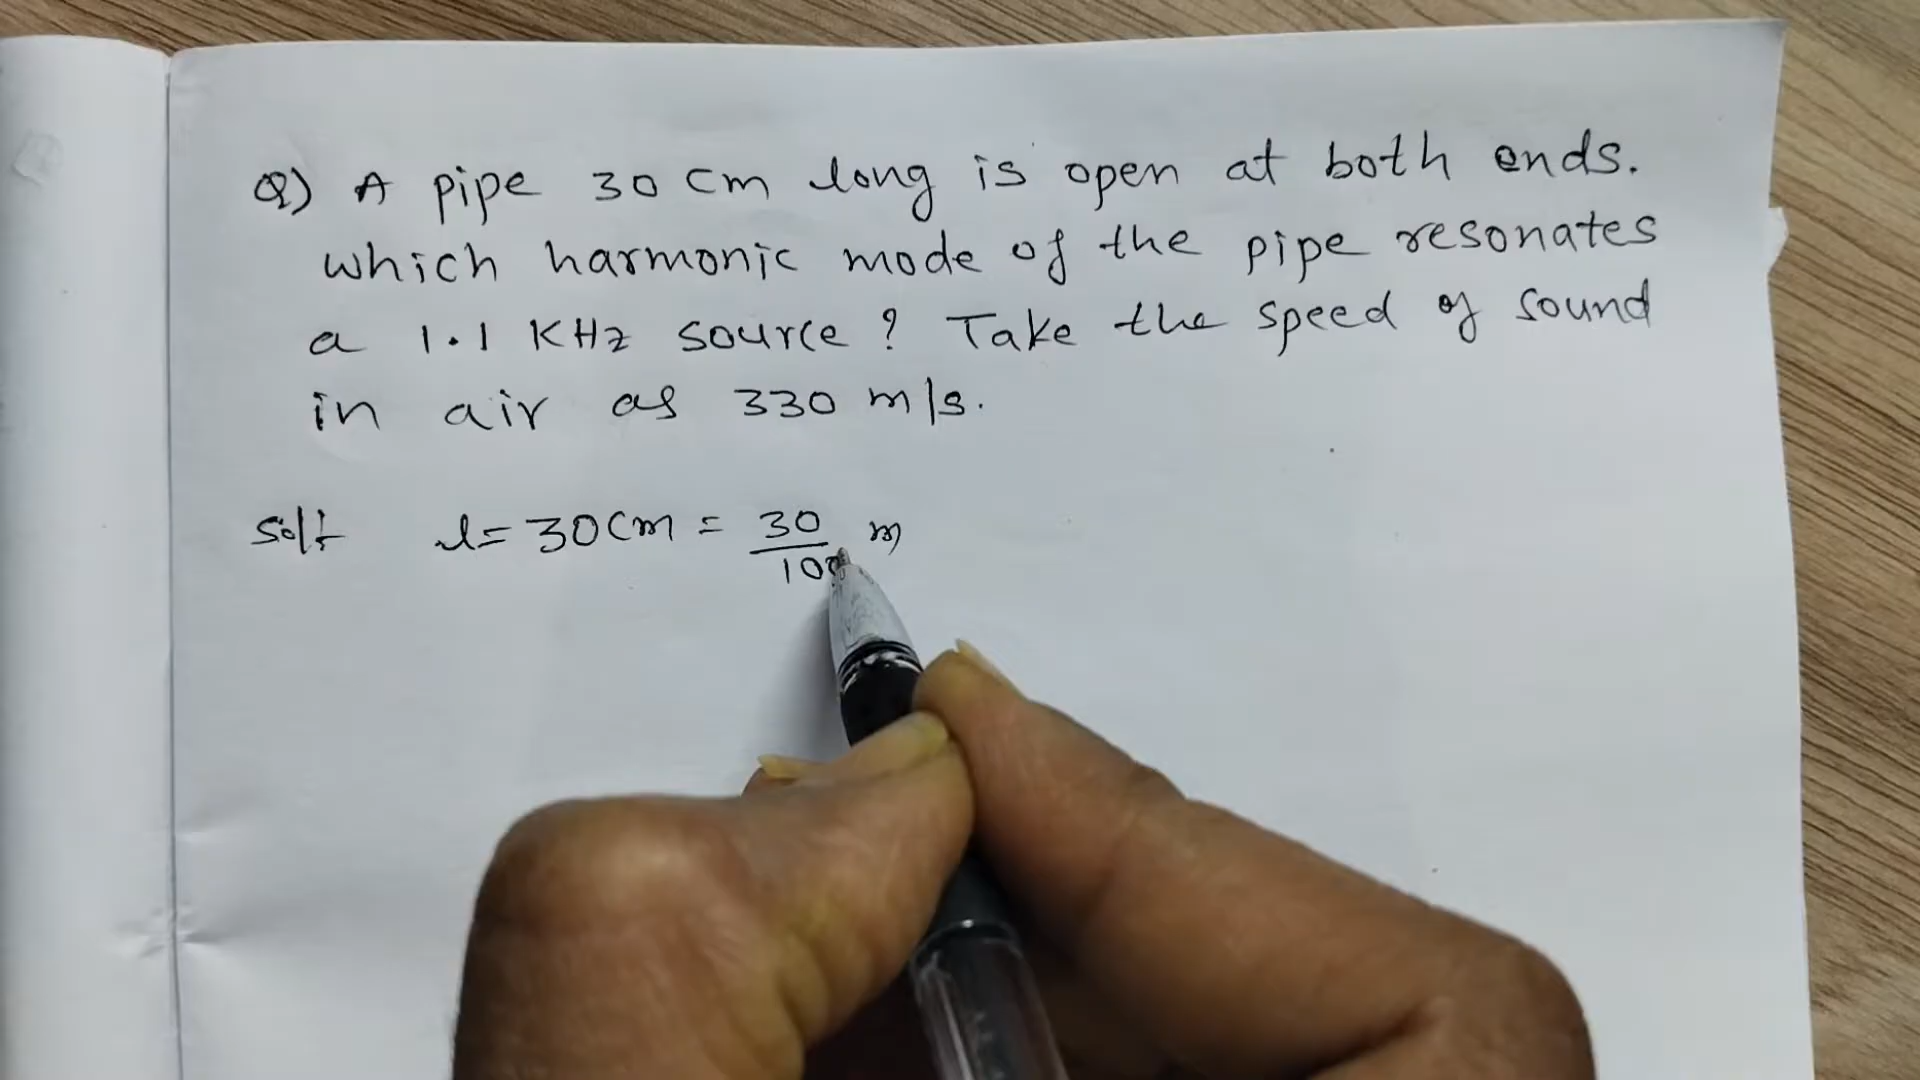 Q) A pipe 30 cm long is open at both ends.
which harmonic mode of the pipe resonates
a 1.1 KHz source? Take the speed of sound
in air as 330 m/s.
Sol:- l = 30 cm = 30/100 m